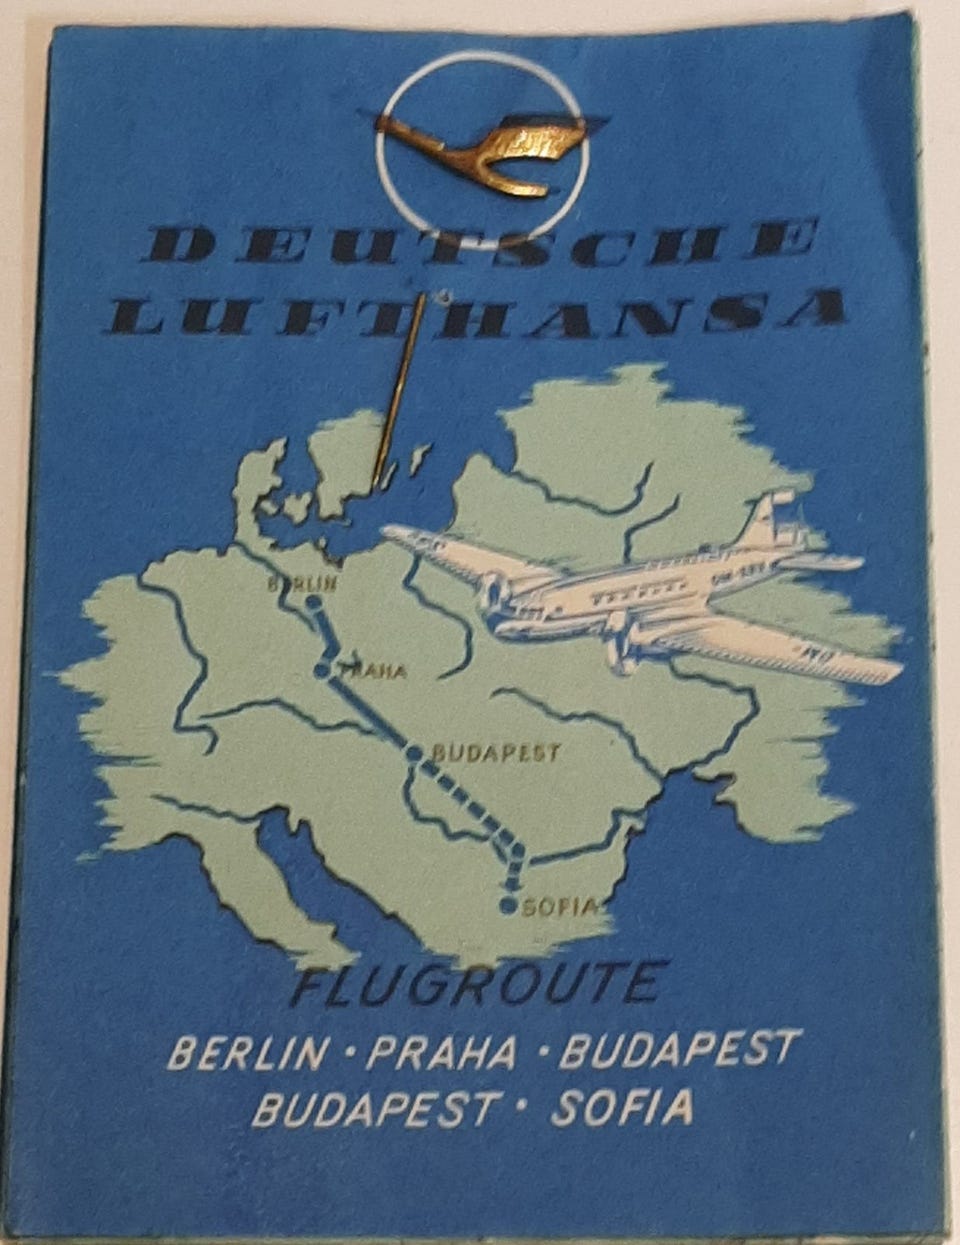 DEUTSCHE
LUFTHANSA
BERLIN
PRAHA
BUDAPEST
SOFIA
FLUGROUTE
BERLIN · PRAHA · BUDAPEST
BUDAPEST · SOFIA